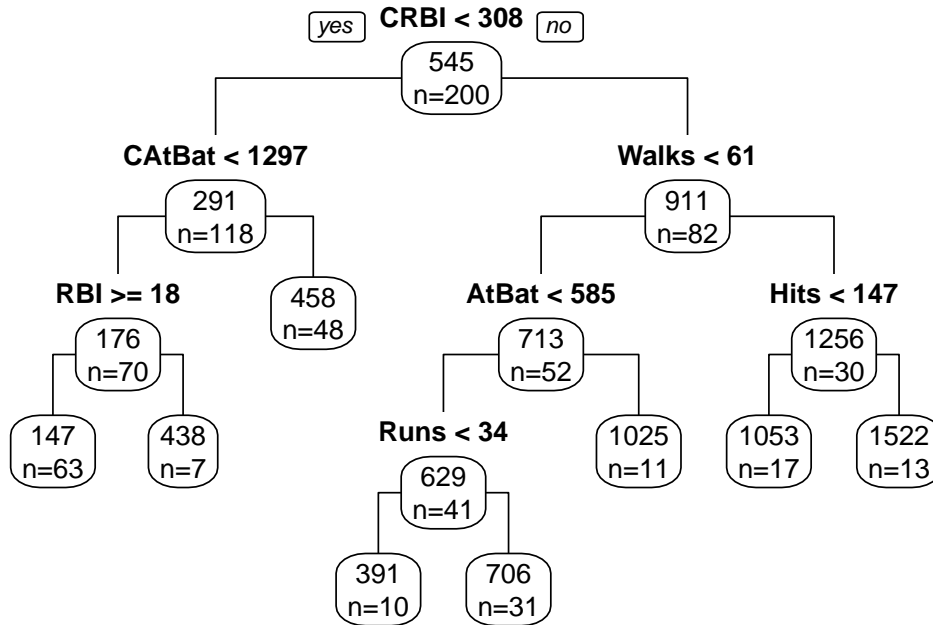 CRBI < 308
yes no
545
n=200
CAtBat < 1297 Walks < 61
291 911
n=118 n=82
RBI >= 18 AtBat < 585 Hits < 147
458
n=48
176 713 1256
n=70 n=52 n=30
Runs < 34
147 438 1025 1053 1522
n=63 n=7 n=11 n=17 n=13
629
n=41
391 706
n=10 n=31